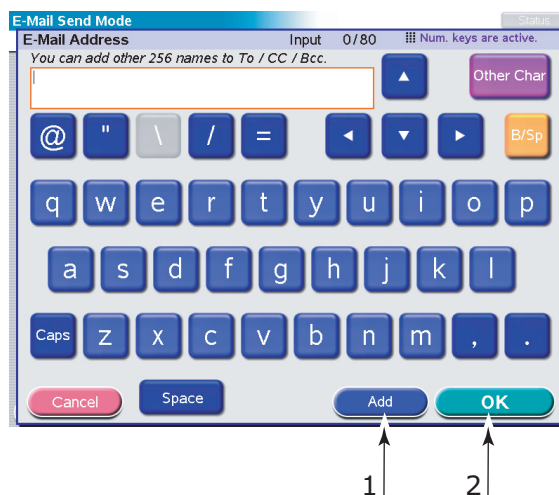 E-Mail Send Mode Status
E-Mail Address Input 0/80 Num. keys are active.
You can add other 256 names to To / CC / Bcc.
Other Char
@ " \ / = B/Sp
q w e r t y u i o p
a s d f g h j k l
Caps z x c v b n m , .
Cancel Space Add OK
1 2